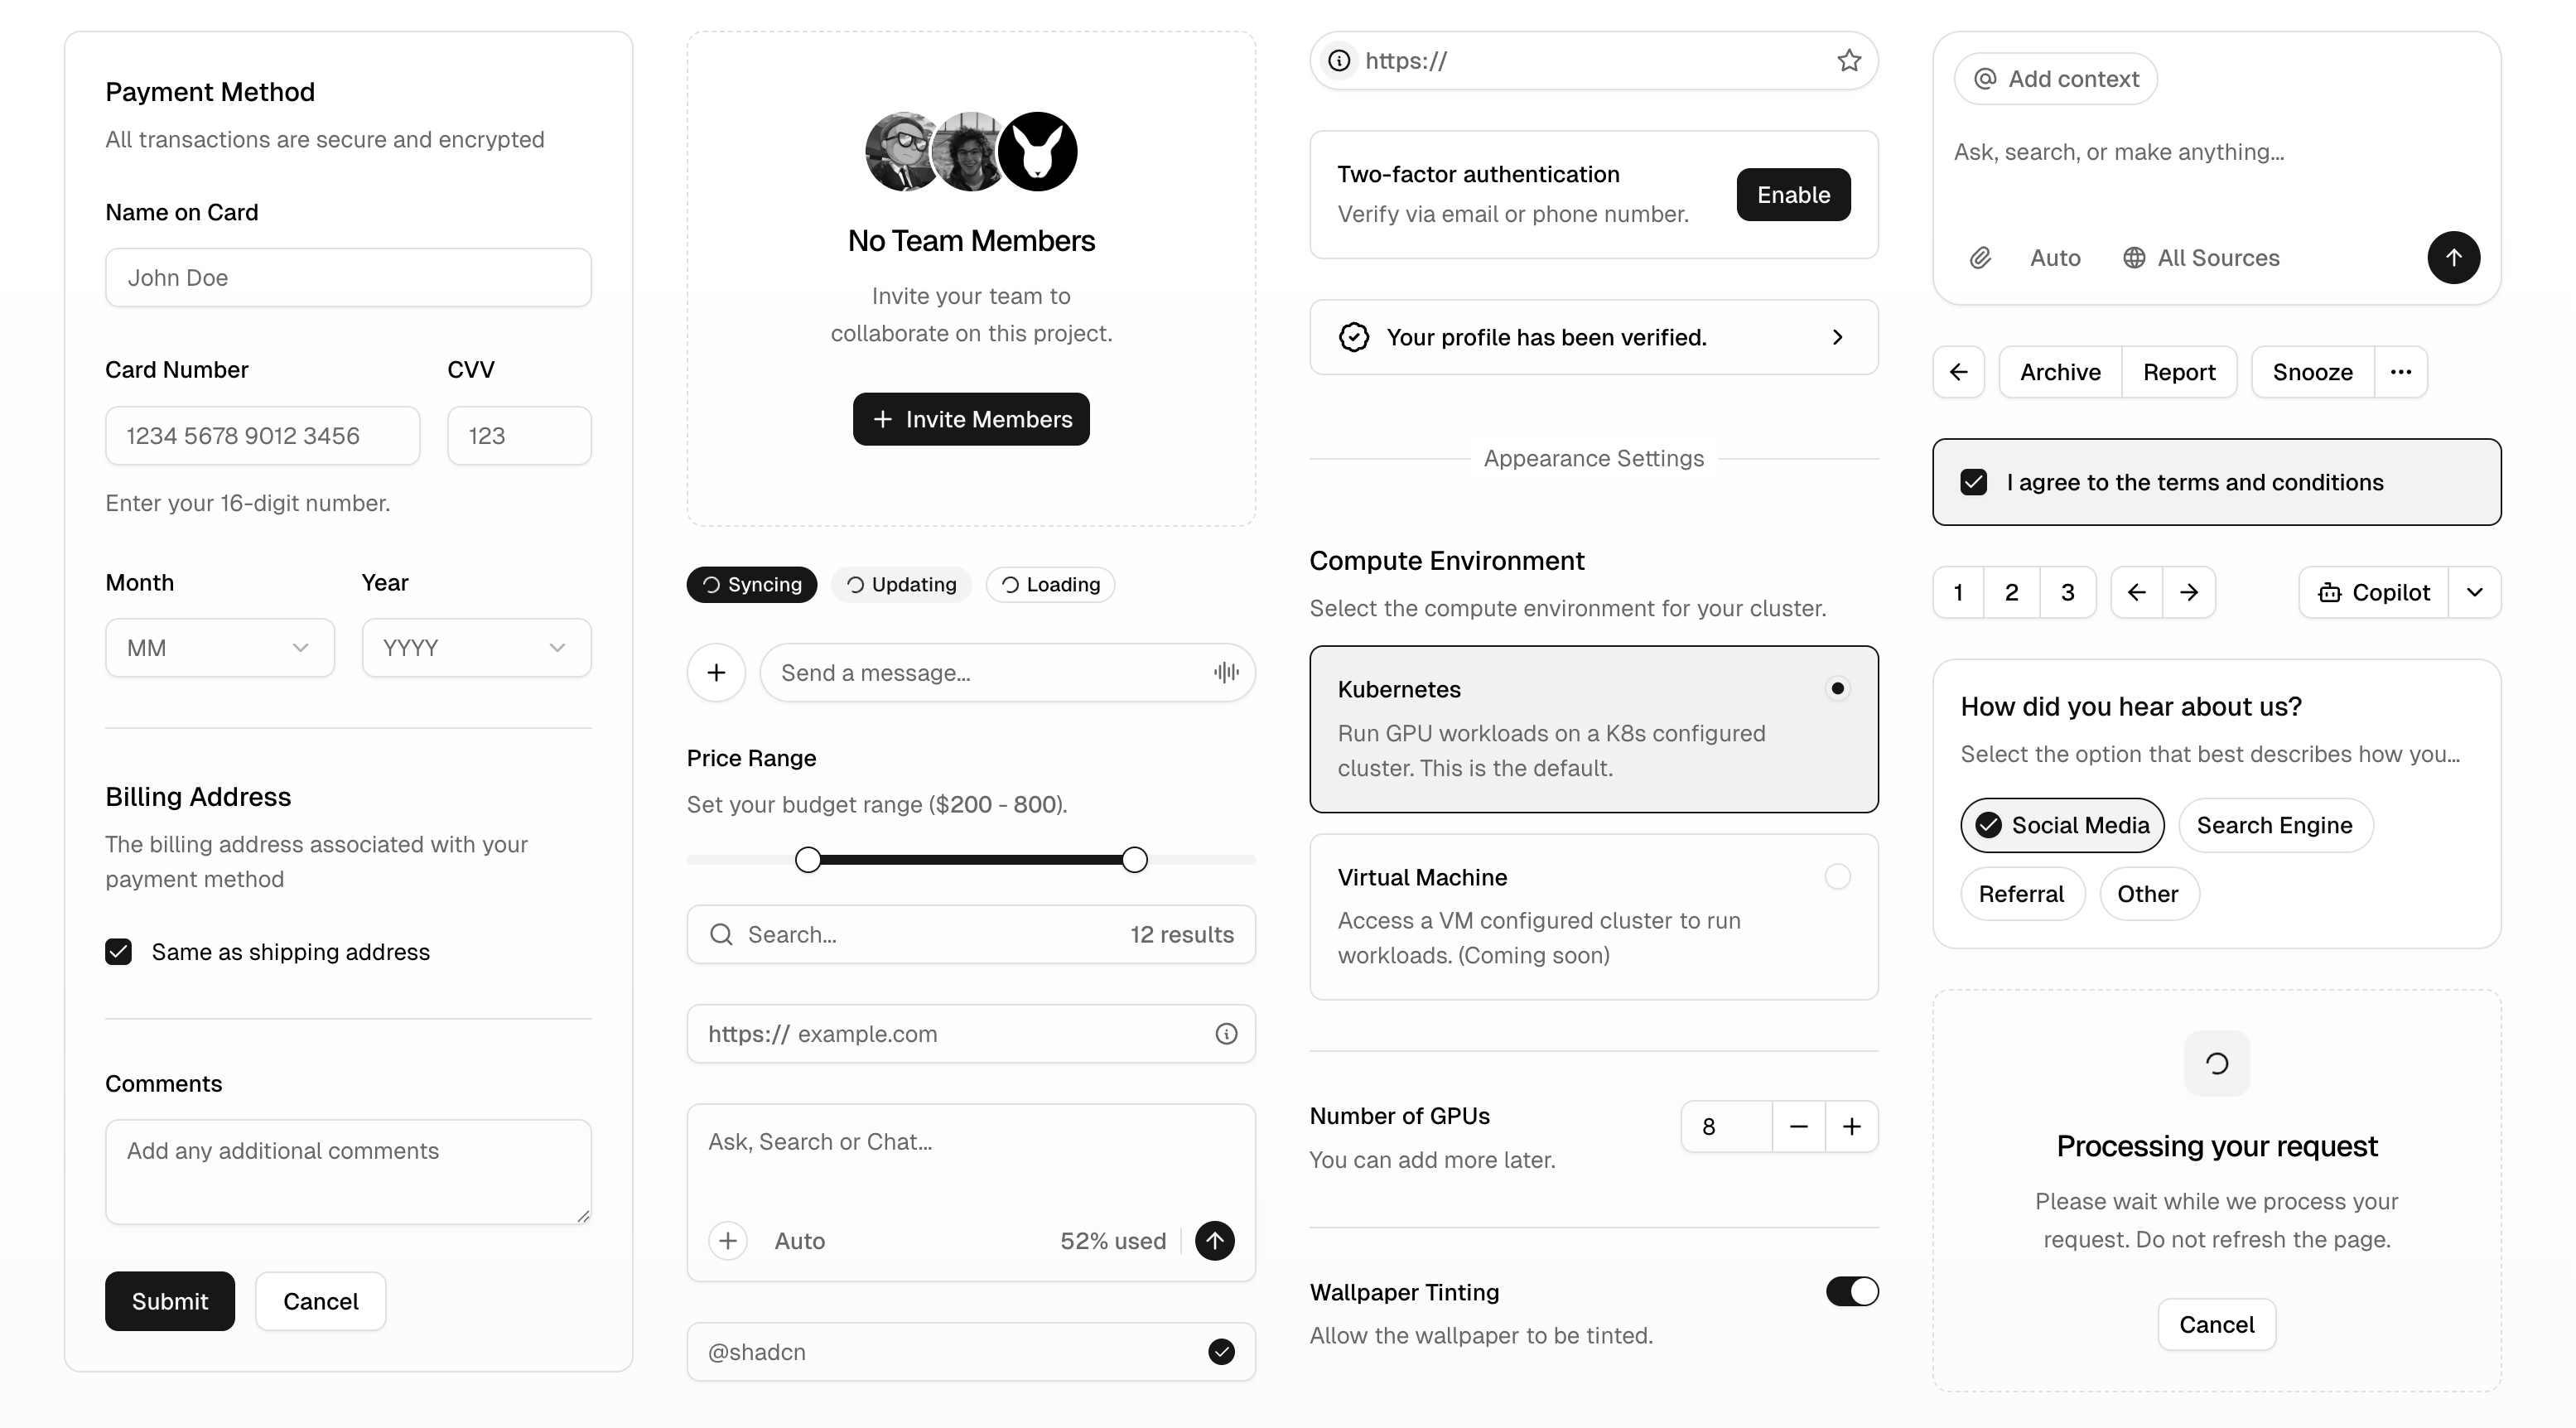 Payment Method
All transactions are secure and encrypted
Name on Card
John Doe
Card Number CVV
1234 5678 9012 3456 123
Enter your 16-digit number.
Month Year
MM YYYY
Billing Address
The billing address associated with your
payment method
Same as shipping address
Comments
Add any additional comments
Submit Cancel
No Team Members
Invite your team to
collaborate on this project.
Invite Members
Syncing Updating Loading
Send a message...
Price Range
Set your budget range ($200 - 800).
Search... 12 results
https:// example.com
Ask, Search or Chat...
Auto 52% used
@shadcn
https://
Two-factor authentication
Verify via email or phone number.
Enable
Your profile has been verified.
Appearance Settings
Compute Environment
Select the compute environment for your cluster.
Kubernetes
Run GPU workloads on a K8s configured
cluster. This is the default.
Virtual Machine
Access a VM configured cluster to run
workloads. (Coming soon)
Number of GPUs
You can add more later.
8
Wallpaper Tinting
Allow the wallpaper to be tinted.
Add context
Ask, search, or make anything...
Auto All Sources
Archive Report Snooze
I agree to the terms and conditions
1 2 3 Copilot
How did you hear about us?
Select the option that best describes how you...
Social Media Search Engine
Referral Other
Processing your request
Please wait while we process your
request. Do not refresh the page.
Cancel